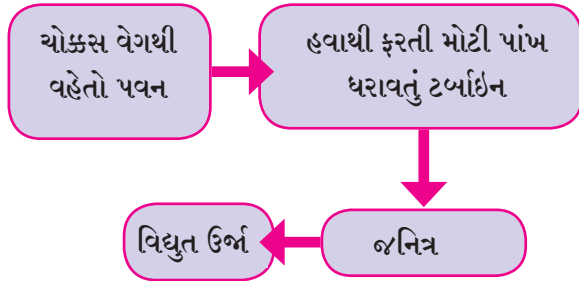 ચોક્કસ વેગથી
વહેતો પવન
હવાથી ફરતી મોટી પાંખ
ધરાવતું ટર્બાઇન
જનિત્ર
વિદ્યુત ઉર્જા